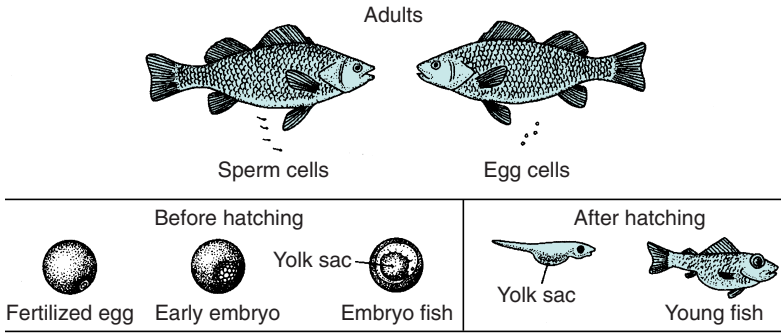 Adults
Sperm cells
Egg cells
Before hatching
Yolk sac
Fertilized egg
Early embryo
Embryo fish
After hatching
Yolk sac
Young fish